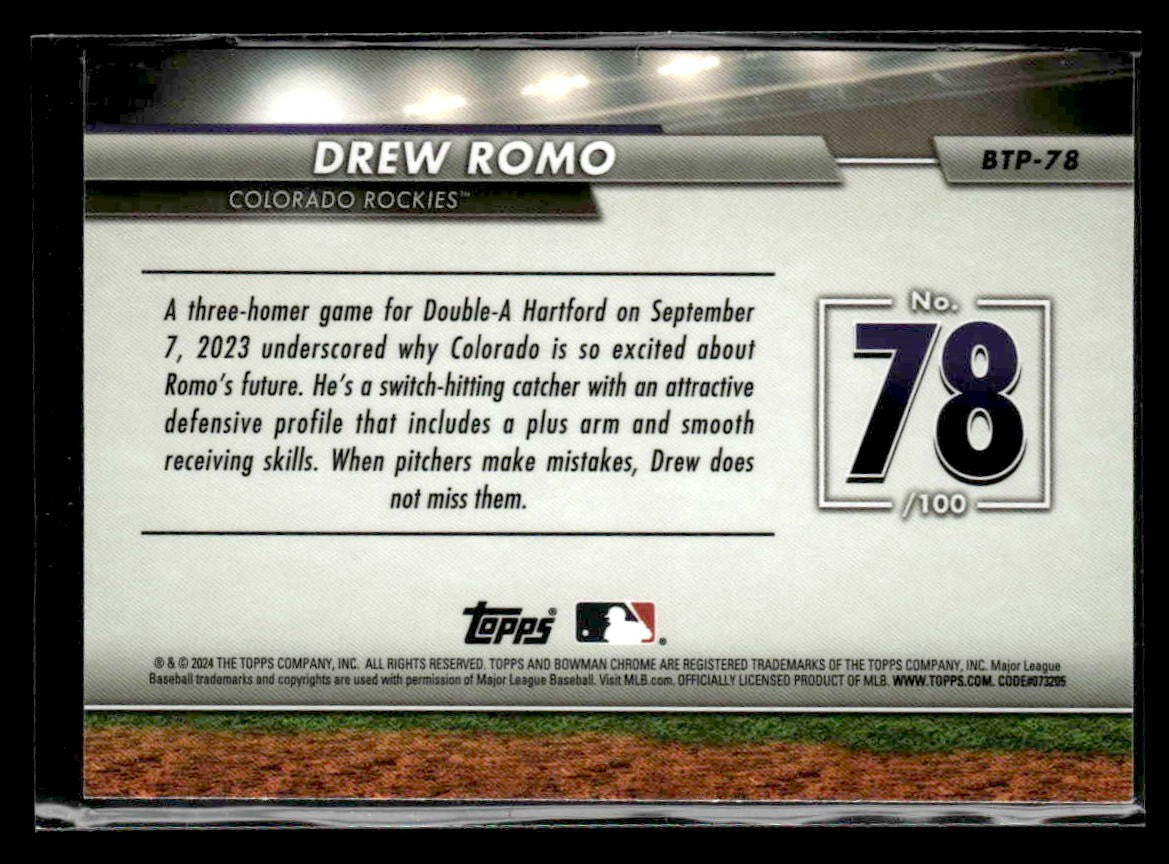 DREW ROMO
BTP-78
COLORADO ROCKIES™
A three-homer game for Double-A Hartford on September
7, 2023 underscored why Colorado is so excited about
Romo's future. He's a switch-hitting catcher with an attractive
defensive profile that includes a plus arm and smooth
receiving skills. When pitchers make mistakes, Drew does
not miss them.
No.
78
/100
Topps®
®
® & © 2024 THE TOPPS COMPANY, INC. ALL RIGHTS RESERVED. TOPPS AND BOWMAN CHROME ARE REGISTERED TRADEMARKS OF THE TOPPS COMPANY, INC. Major League
Baseball trademarks and copyrights are used with permission of Major League Baseball. Visit MLB.com. OFFICIALLY LICENSED PRODUCT OF MLB. WWW.TOPPS.COM. CODE#073205